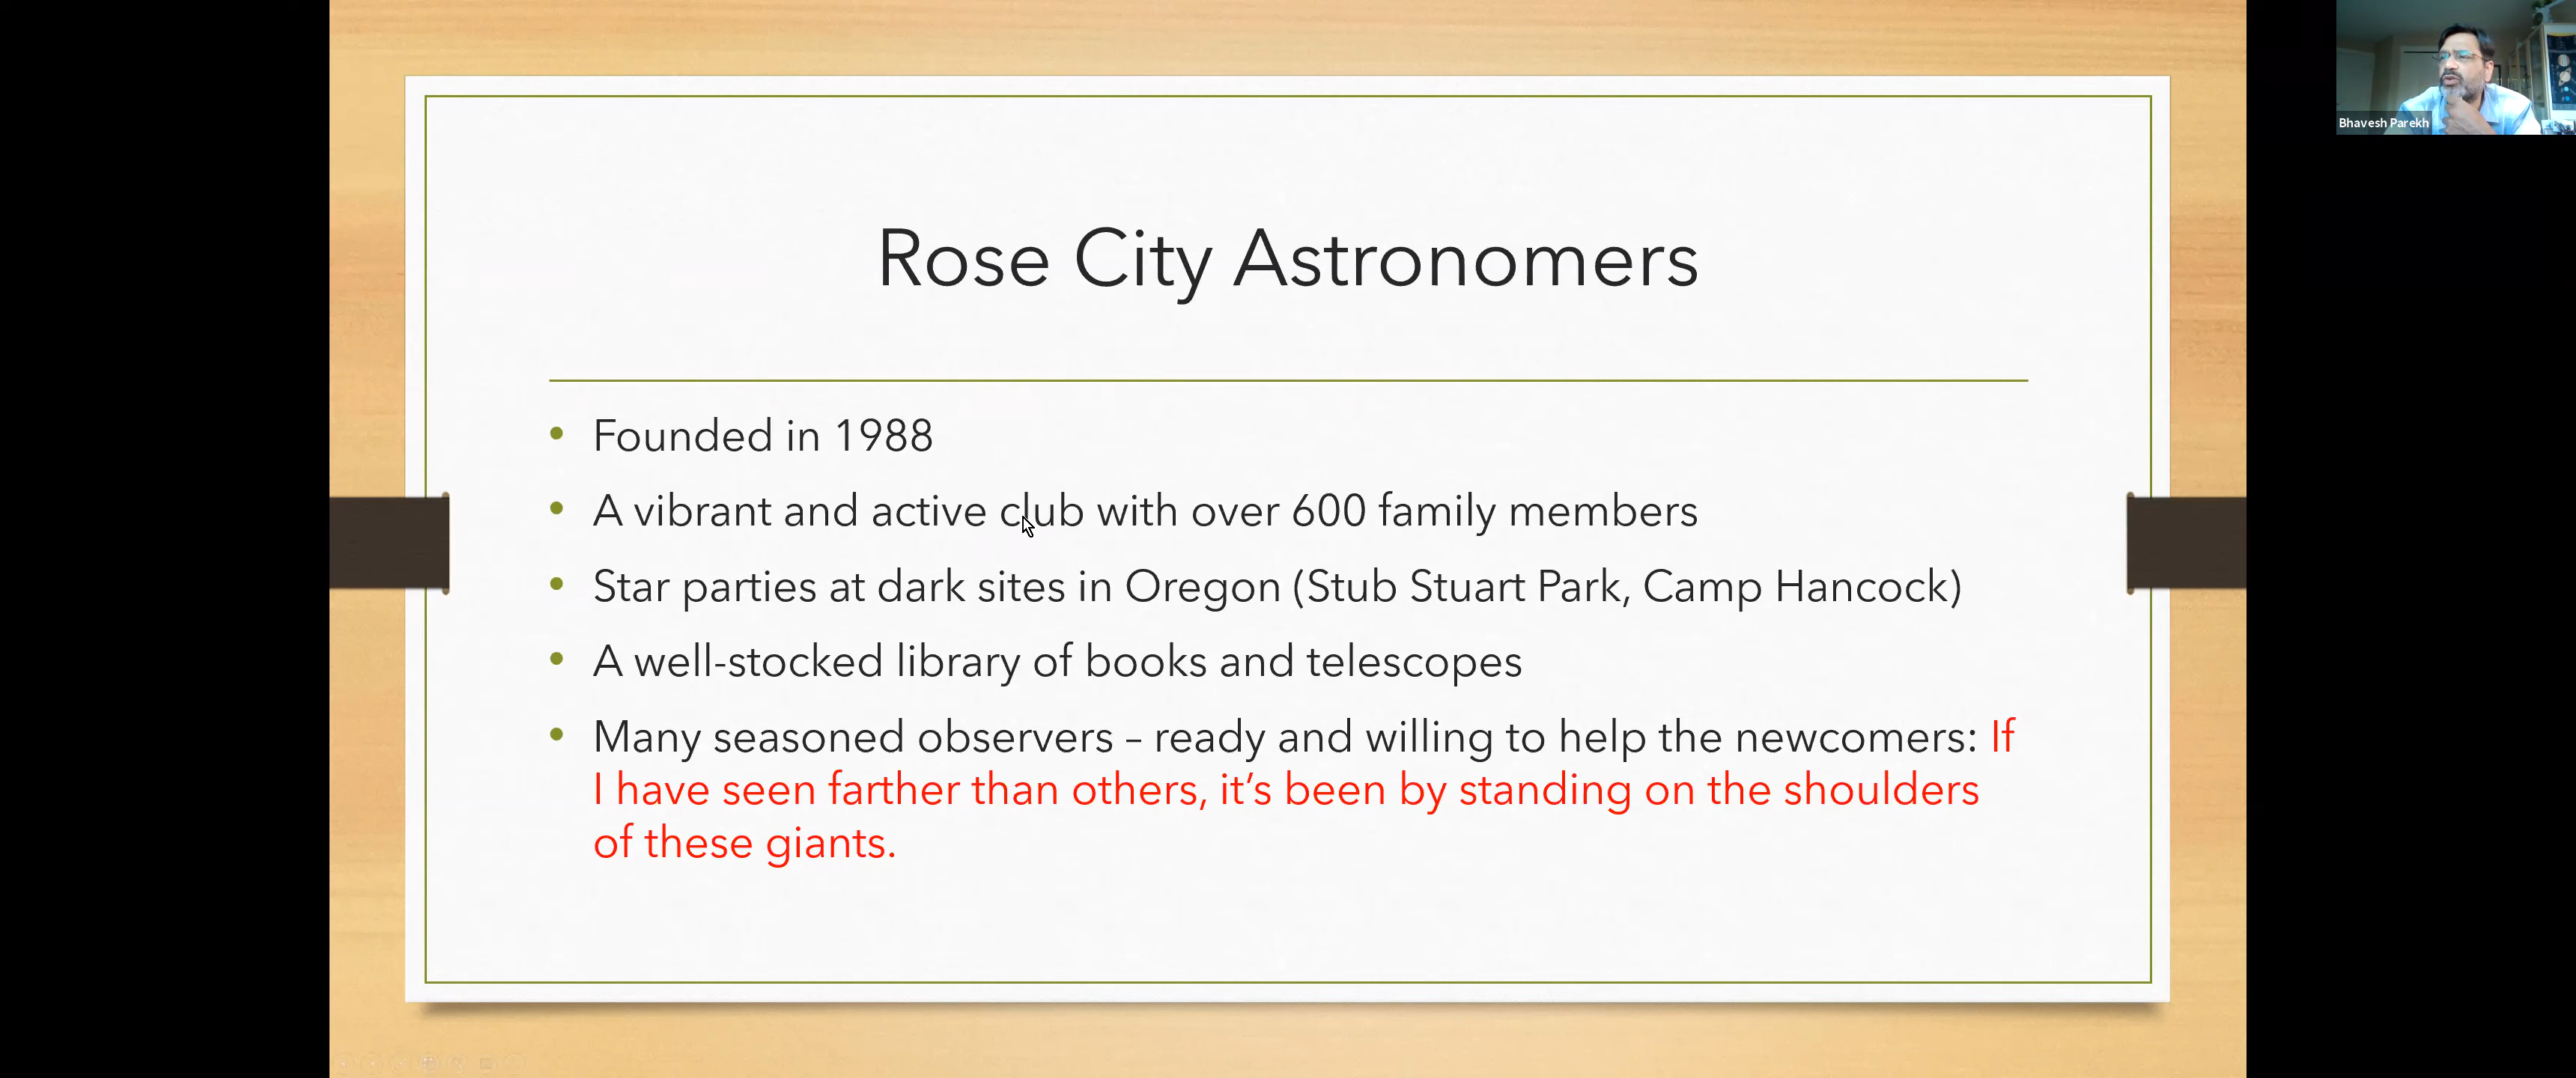 Rose City Astronomers
• Founded in 1988
• A vibrant and active club with over 600 family members
• Star parties at dark sites in Oregon (Stub Stuart Park, Camp Hancock)
• A well-stocked library of books and telescopes
• Many seasoned observers – ready and willing to help the newcomers: If
I have seen farther than others, it’s been by standing on the shoulders
of these giants.
Bhavesh Parekh